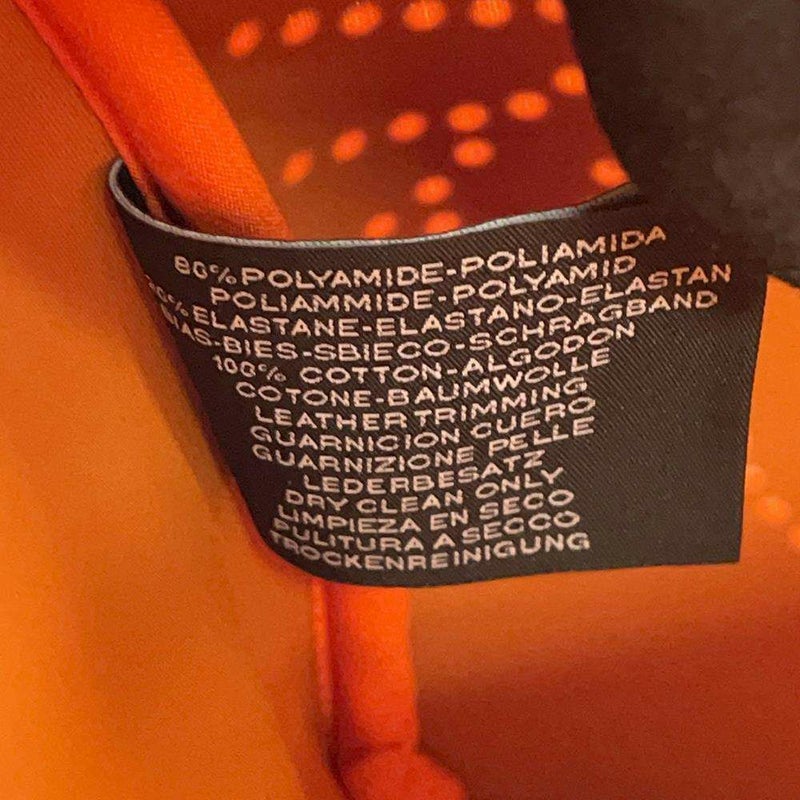 80% POLYAMIDE-POLIAMIDA
POLIAMMIDE-POLYAMID
ELASTANE-ELASTANO-ELASTAN
BIAS-BIES-SBIECO-SCHRAGBAND
100% COTTON-ALGODON
COTONE-BAUMWOLLE
LEATHER TRIMMING
GUARNICION CUERO
GUARNIZIONE PELLE
LEDERBESATZ
DRY CLEAN ONLY
LIMPIEZA EN SECO
PULITURA A SECCO
TROCKENREINIGUNG